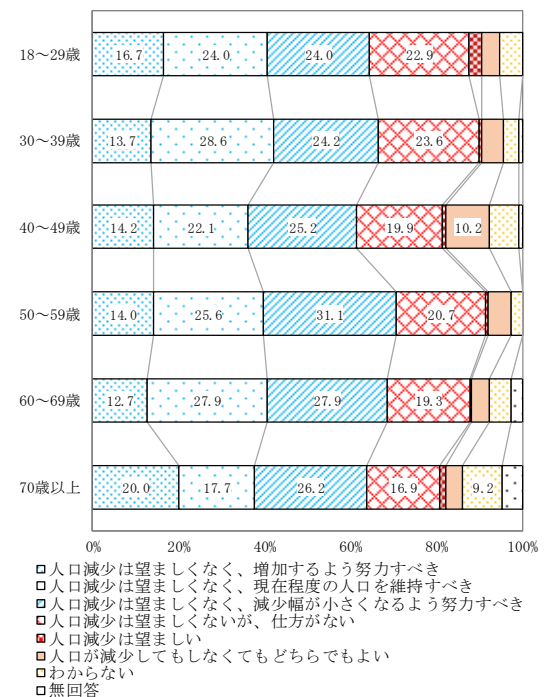 18～29歳 16.7 24.0 24.0 22.9
30～39歳 13.7 28.6 24.2 23.6
40～49歳 14.2 22.1 25.2 19.9 10.2
50～59歳 14.0 25.6 31.1 20.7
60～69歳 12.7 27.9 27.9 19.3
70歳以上 20.0 17.7 26.2 16.9 9.2
0% 20% 40% 60% 80% 100%
人口減少は望ましくなく、増加するよう努力すべき
人口減少は望ましくなく、現在程度の人口を維持すべき
人口減少は望ましくなく、減少幅が小さくなるよう努力すべき
人口減少は望ましくないが、仕方がない
人口減少は望ましい
人口が減少してもしなくてもどちらでもよい
わからない
無回答